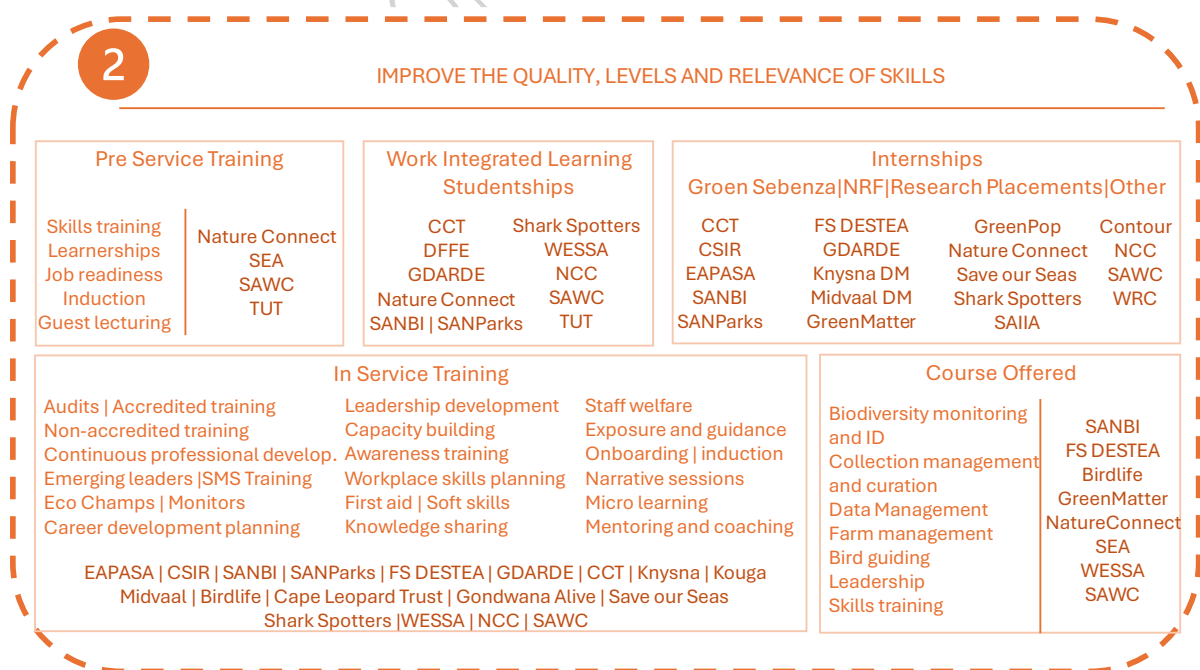 2
IMPROVE THE QUALITY, LEVELS AND RELEVANCE OF SKILLS
Pre Service Training
Skills training
Learnerships
Job readiness
Induction
Guest lecturing
Nature Connect
SEA
SAWC
TUT
Work Integrated Learning
Studentships
CCT
DFFE
GDARDE
Nature Connect
SANBI | SANParks
Shark Spotters
WESSA
NCC
SAWC
TUT
Internships
Groen Sebenza|NRF|Research Placements|Other
CCT
CSIR
EAPASA
SANBI
SANParks
FS DESTEA
GDARDE
Knysna DM
Midvaal DM
GreenMatter
GreenPop
Nature Connect
Save our Seas
Shark Spotters
SAIIA
Contour
NCC
SAWC
WRC
In Service Training
Audits | Accredited training
Non-accredited training
Continuous professional develop.
Emerging leaders |SMS Training
Eco Champs | Monitors
Career development planning
Leadership development
Capacity building
Awareness training
Workplace skills planning
First aid | Soft skills
Knowledge sharing
Staff welfare
Exposure and guidance
Onboarding | induction
Narrative sessions
Micro learning
Mentoring and coaching
EAPASA | CSIR | SANBI | SANParks | FS DESTEA | GDARDE | CCT | Knysna | Kouga
Midvaal | Birdlife | Cape Leopard Trust | Gondwana Alive | Save our Seas
Shark Spotters |WESSA | NCC | SAWC
Course Offered
Biodiversity monitoring
and ID
Collection management
and curation
Data Management
Farm management
Bird guiding
Leadership
Skills training
SANBI
FS DESTEA
Birdlife
GreenMatter
NatureConnect
SEA
WESSA
SAWC